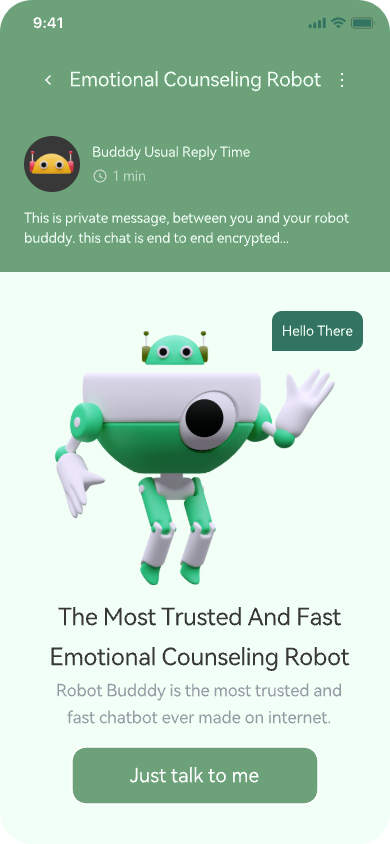 9:41
Emotional Counseling Robot
Budddy Usual Reply Time
1 min
This is private message, between you and your robot
budddy. this chat is end to end encrypted...
Hello There
The Most Trusted And Fast
Emotional Counseling Robot
Robot Budddy is the most trusted and
fast chatbot ever made on internet.
Just talk to me